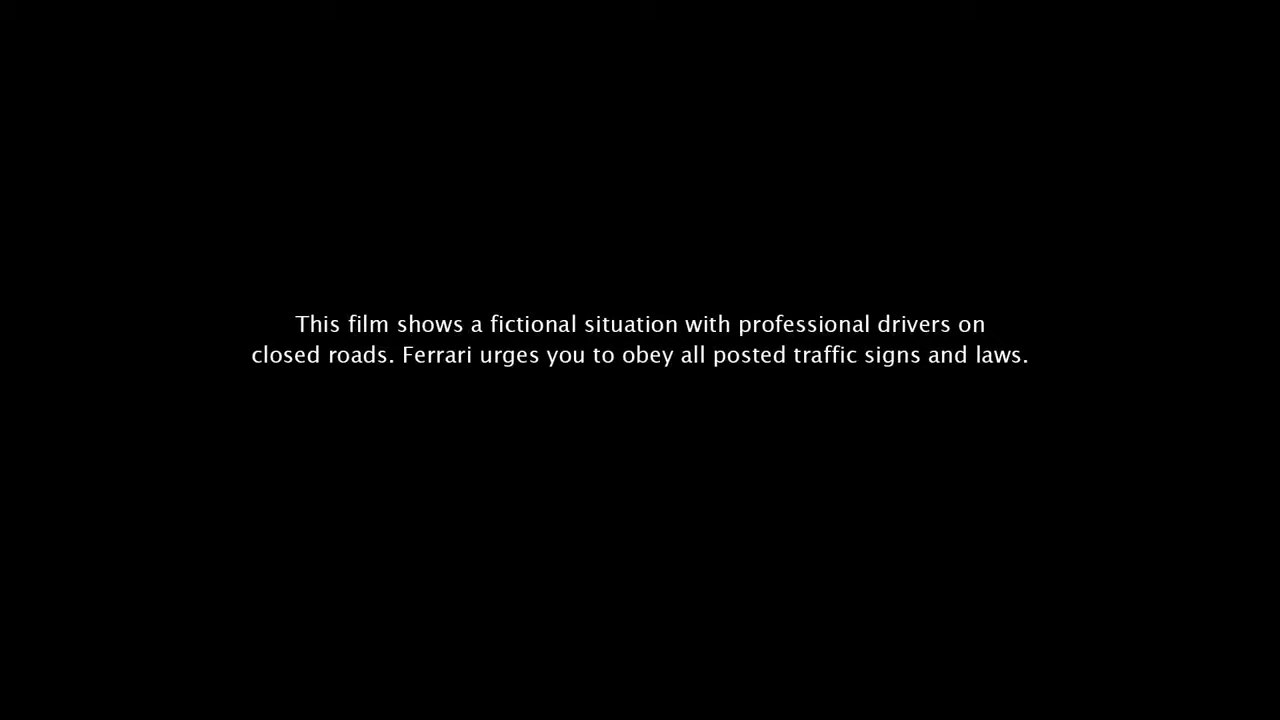 This film shows a fictional situation with professional drivers on
closed roads. Ferrari urges you to obey all posted traffic signs and laws.